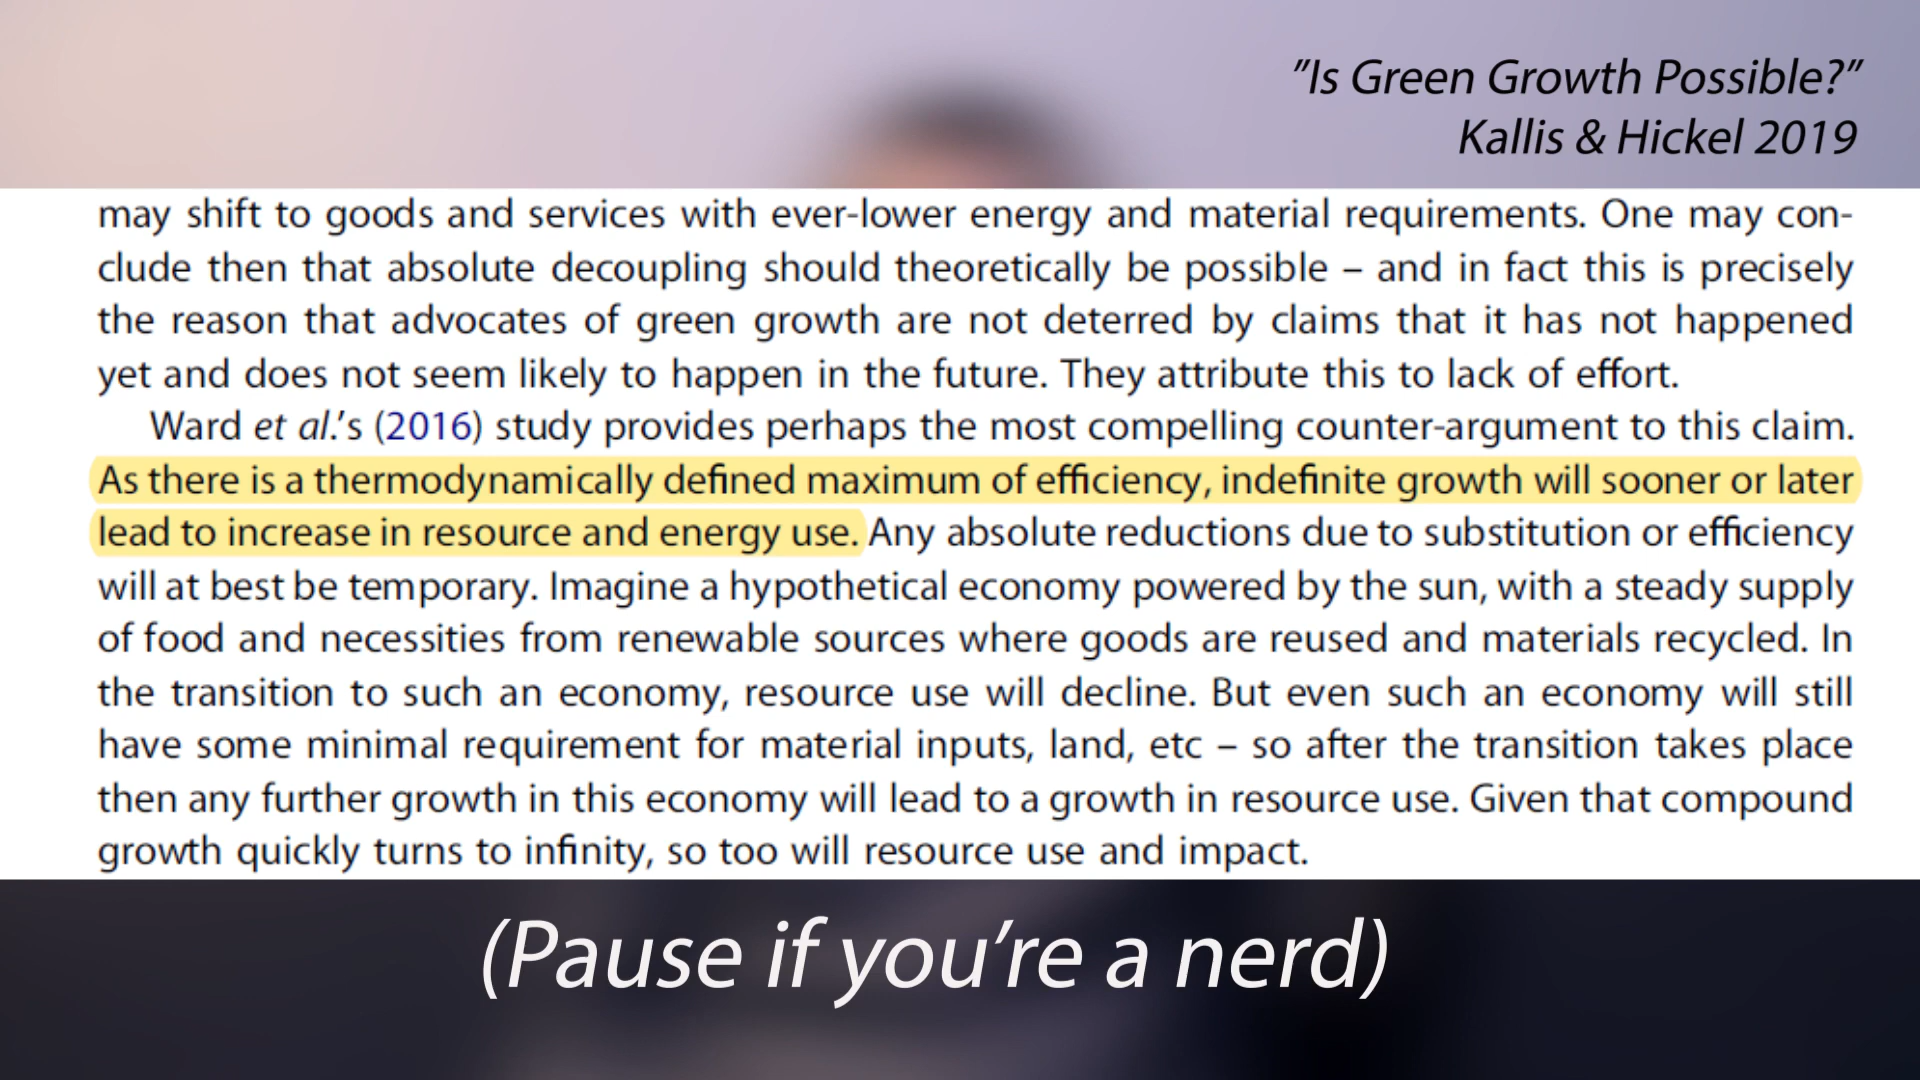 "Is Green Growth Possible?"
Kallis & Hickel 2019
may shift to goods and services with ever-lower energy and material requirements. One may con-
clude then that absolute decoupling should theoretically be possible – and in fact this is precisely
the reason that advocates of green growth are not deterred by claims that it has not happened
yet and does not seem likely to happen in the future. They attribute this to lack of effort.
Ward et al.'s (2016) study provides perhaps the most compelling counter-argument to this claim.
As there is a thermodynamically defined maximum of efficiency, indefinite growth will sooner or later
lead to increase in resource and energy use. Any absolute reductions due to substitution or efficiency
will at best be temporary. Imagine a hypothetical economy powered by the sun, with a steady supply
of food and necessities from renewable sources where goods are reused and materials recycled. In
the transition to such an economy, resource use will decline. But even such an economy will still
have some minimal requirement for material inputs, land, etc – so after the transition takes place
then any further growth in this economy will lead to a growth in resource use. Given that compound
growth quickly turns to infinity, so too will resource use and impact.
(Pause if you're a nerd)